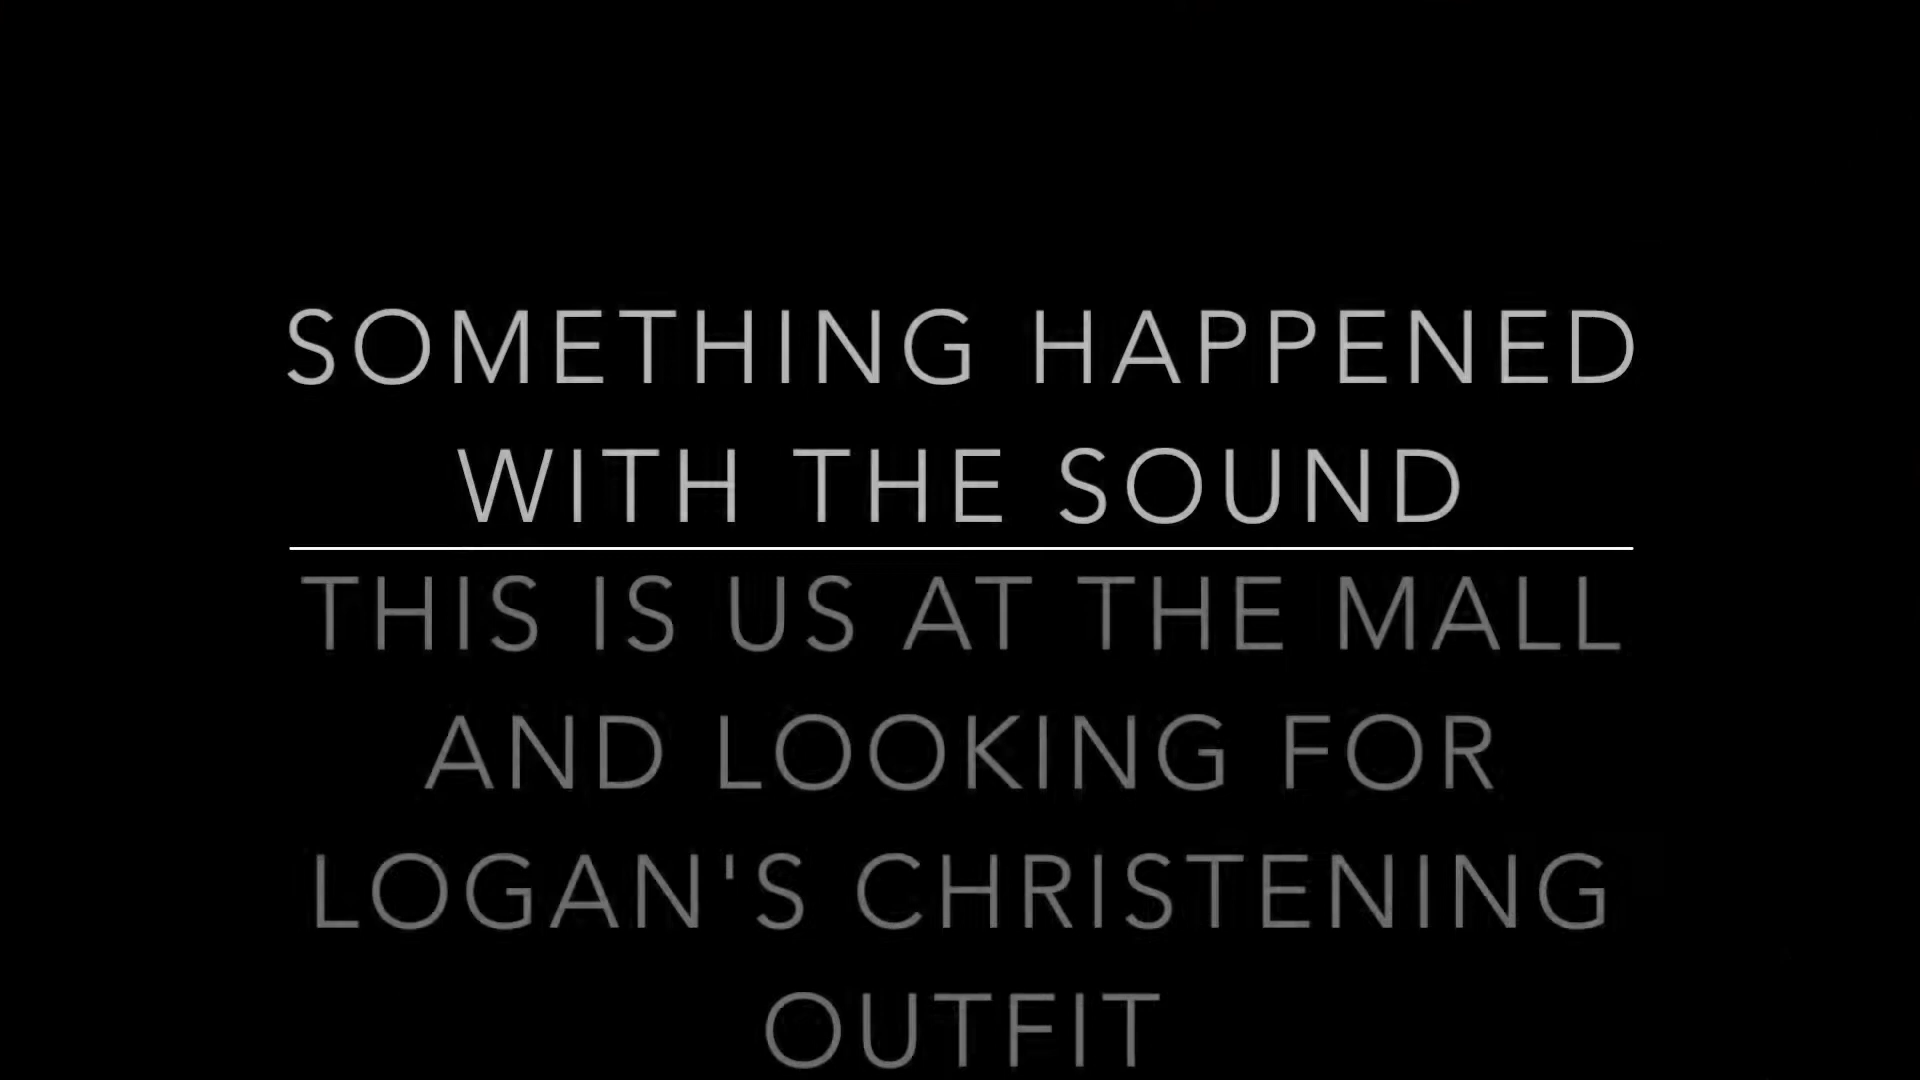 SOMETHING HAPPENED
WITH THE SOUND
THIS IS US AT THE MALL
AND LOOKING FOR
LOGAN'S CHRISTENING
OUTFIT